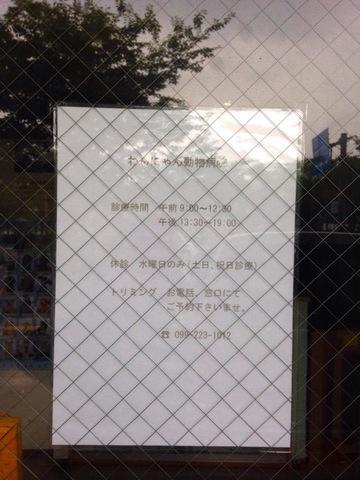 わんにゃん動物病院
診療時間 午前 9:00～12:30
午後 13:30～19:00
休診 水曜日のみ(土日、祝日診療)
トリミング お電話、窓口にて
ご予約下さいませ。
☎ 099-223-1012